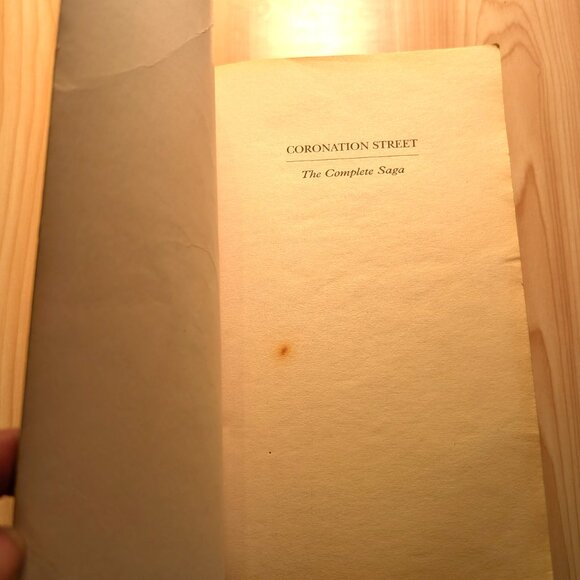 CORONATION STREET
The Complete Saga